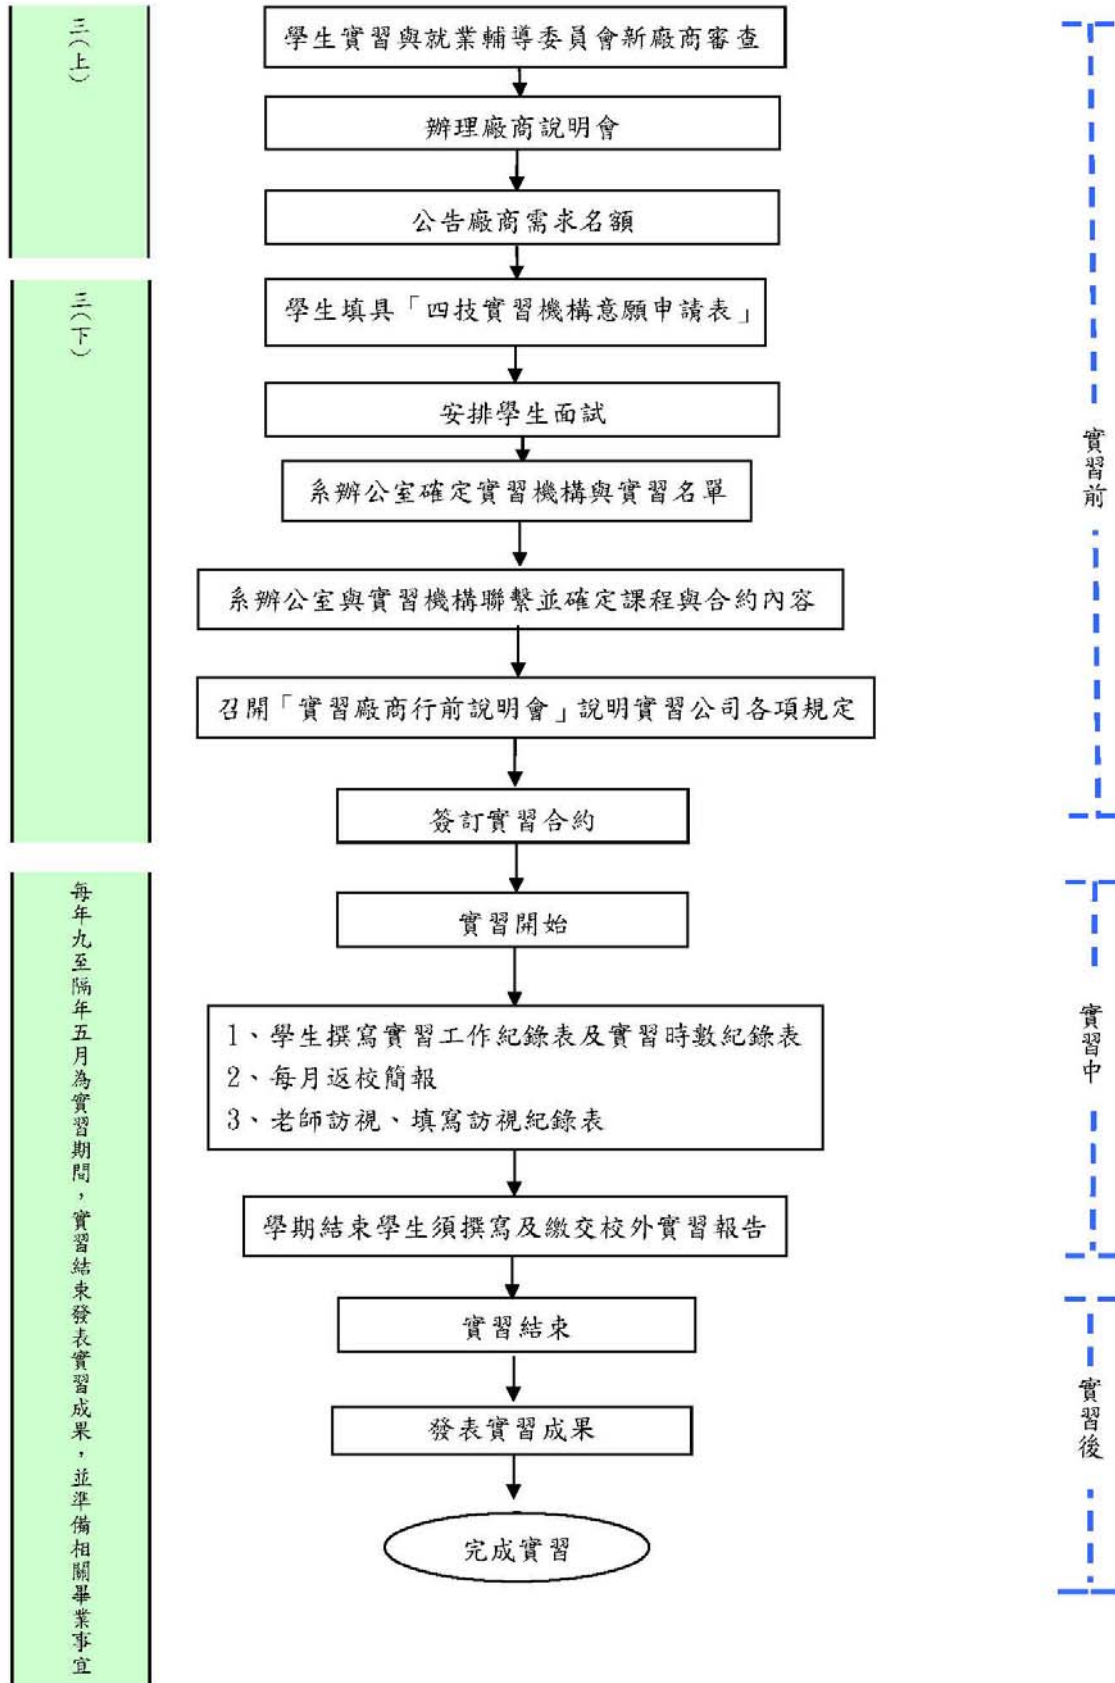 三（上）
學生實習與就業輔導委員會新廠商審查
辦理廠商說明會
公告廠商需求名額
三（下）
學生填具「四技實習機構意願申請表」
安排學生面試
系辦公室確定實習機構與實習名單
系辦公室與實習機構聯繫並確定課程與合約內容
召開「實習廠商行前說明會」說明實習公司各項規定
簽訂實習合約
實習前
每年九至隔年五月為實習期間，實習結束發表實習成果，並準備相關畢業事宜
實習開始
1、學生撰寫實習工作紀錄表及實習時數紀錄表
2、每月返校簡報
3、老師訪視、填寫訪視紀錄表
學期結束學生須撰寫及繳交校外實習報告
實習中
實習結束
發表實習成果
完成實習
實習後